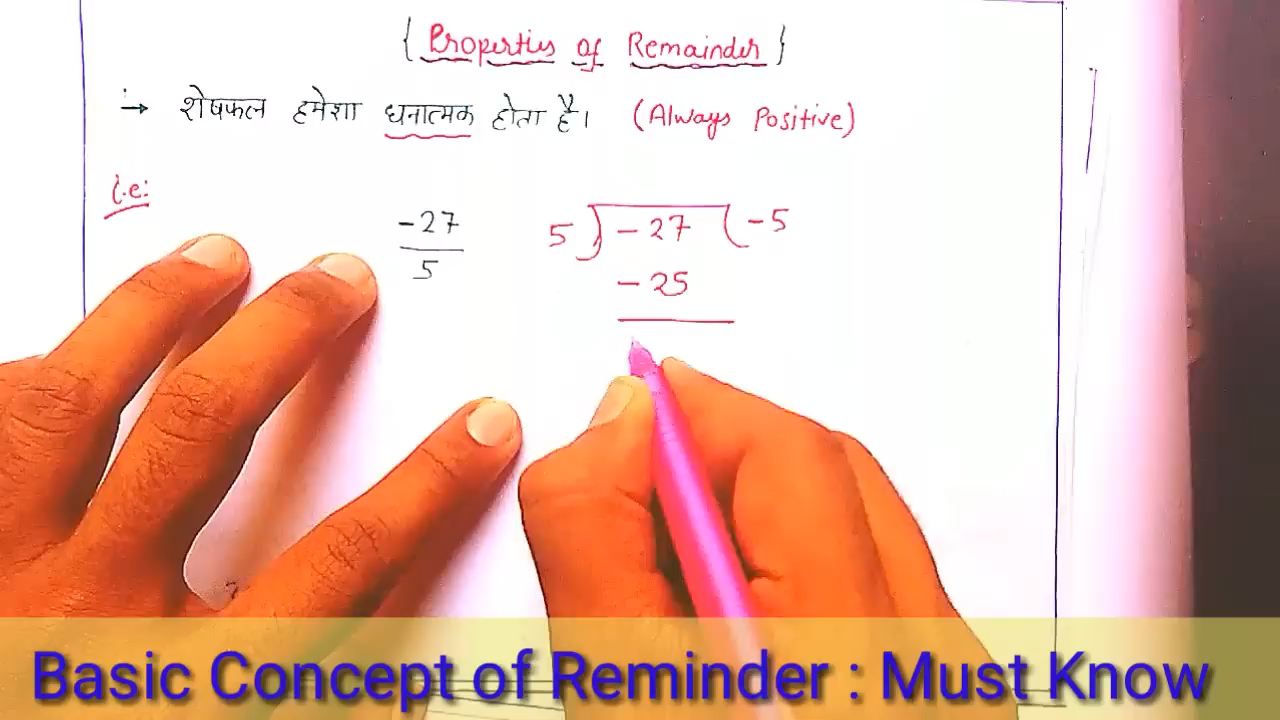 { Properties of Remainder }
:→ शेषफल हमेशा धनात्मक होता है। (Always Positive)
i.e:
-27
5
5 ) -27 ( -5
-25
Basic Concept of Reminder : Must Know